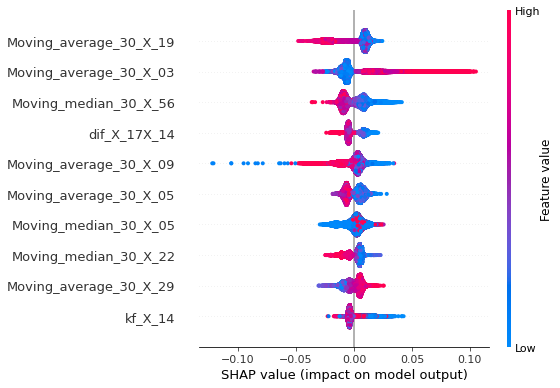 High
Moving_average_30_X_19
Moving_average_30_X_03
Moving_median_30_X_56
dif_X_17X_14
Moving_average_30_X_09
Moving_average_30_X_05
Moving_median_30_X_05
Moving_median_30_X_22
Moving_average_30_X_29
kf_X_14
Feature value
Low
−0.10 −0.05 0.00 0.05 0.10
SHAP value (impact on model output)